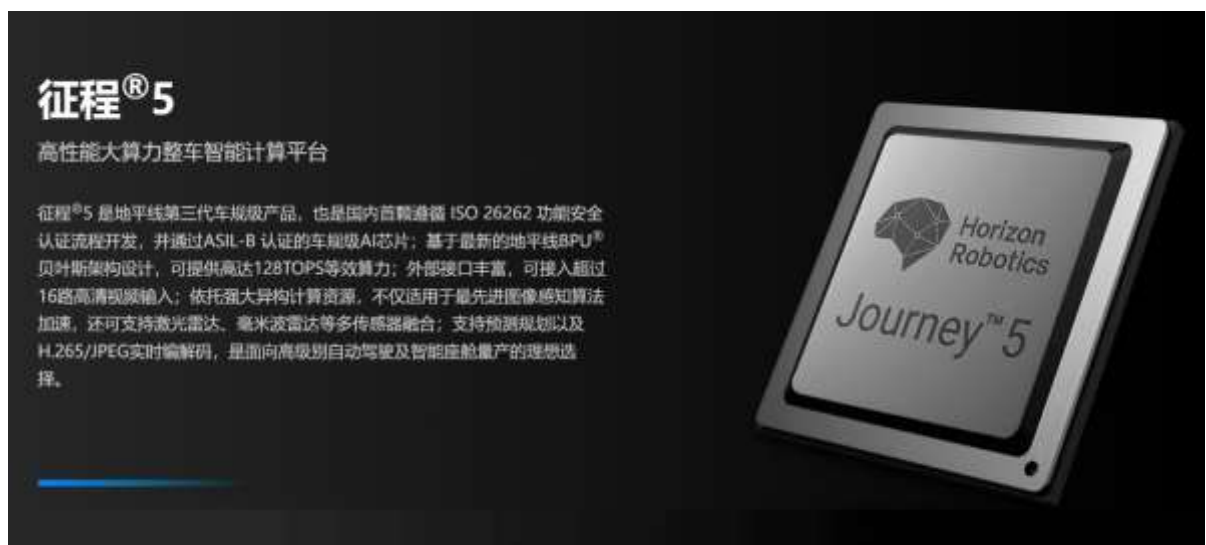 征程®5
高性能大算力整车智能计算平台
征程®5 是地平线第三代车规级产品，也是国内首颗遵循 ISO 26262 功能安全
认证流程开发，并通过ASIL-B 认证的车规级AI芯片；基于最新的地平线BPU®
贝叶斯架构设计，可提供高达128TOPS等效算力；外部接口丰富，可接入超过
16路高清视频输入；依托强大异构计算资源，不仅适用于最先进图像感知算法
加速，还可支持激光雷达、毫米波雷达等多传感器融合；支持预测规划以及
H.265/JPEG实时编解码，是面向高级别自动驾驶及智能座舱量产的理想选
择。
Horizon
Robotics
Journey™5